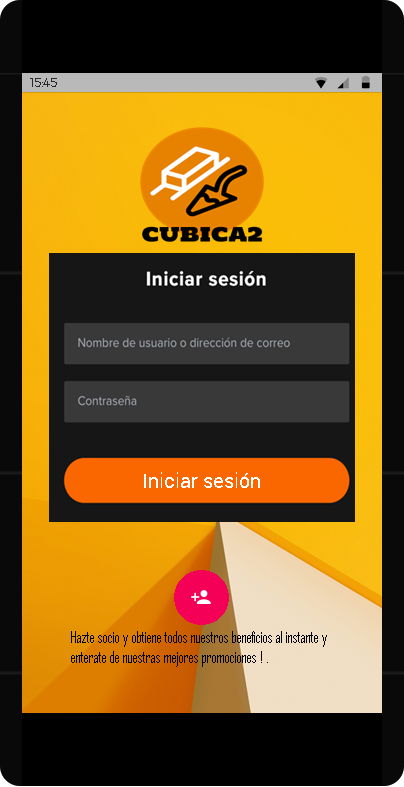 15:45
CUBICA2
Iniciar sesión
Nombre de usuario o dirección de correo
Contraseña
Iniciar sesión
Hazte socio y obtiene todos nuestros beneficios al instante y
enterate de nuestras mejores promociones ! .